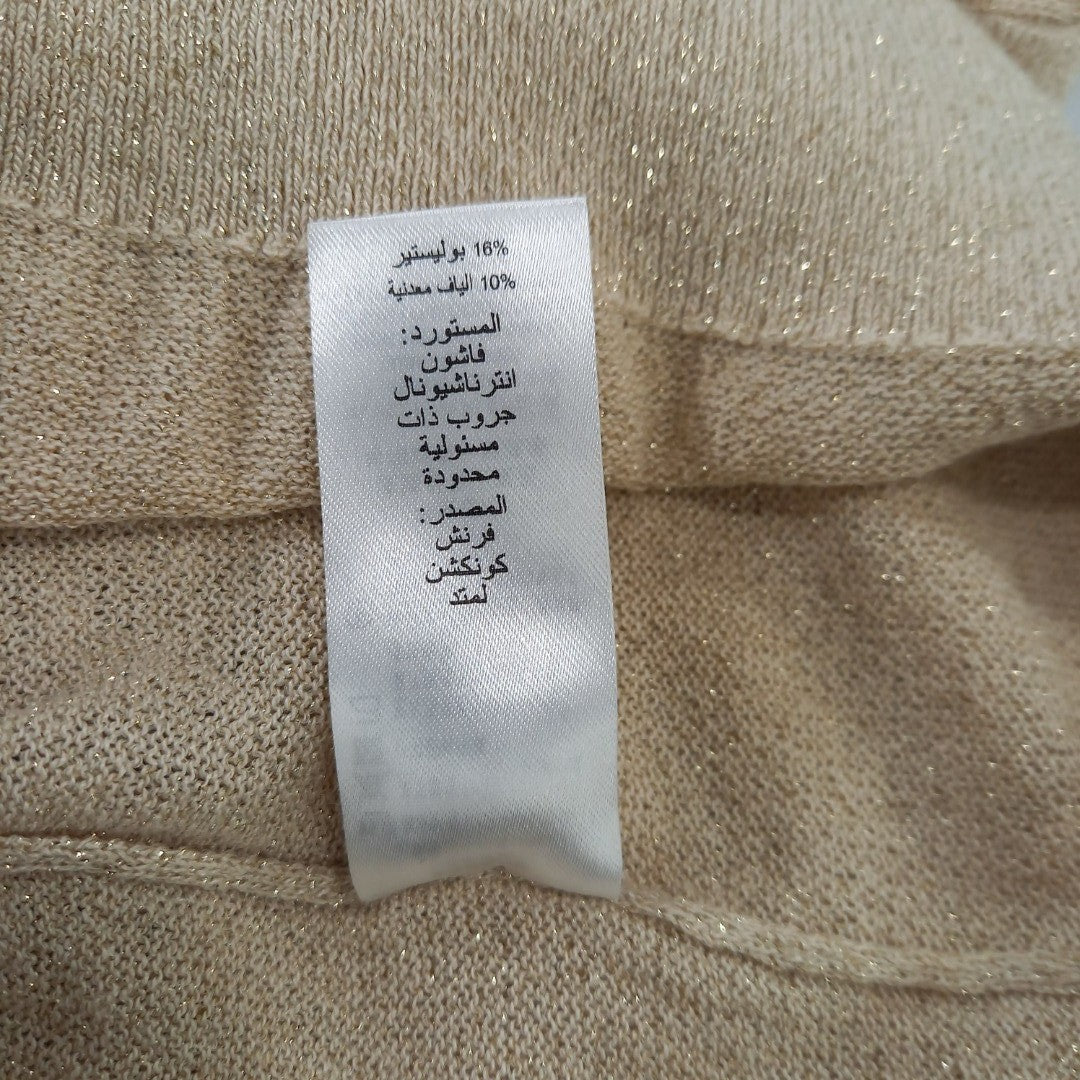 16% بوليستير
10% الياف معدنية
المستورد:
فاشون
انترناشيونال
جروب ذات
مسئولية
محدودة
المصدر:
فرنش
كونكشن
لمتد